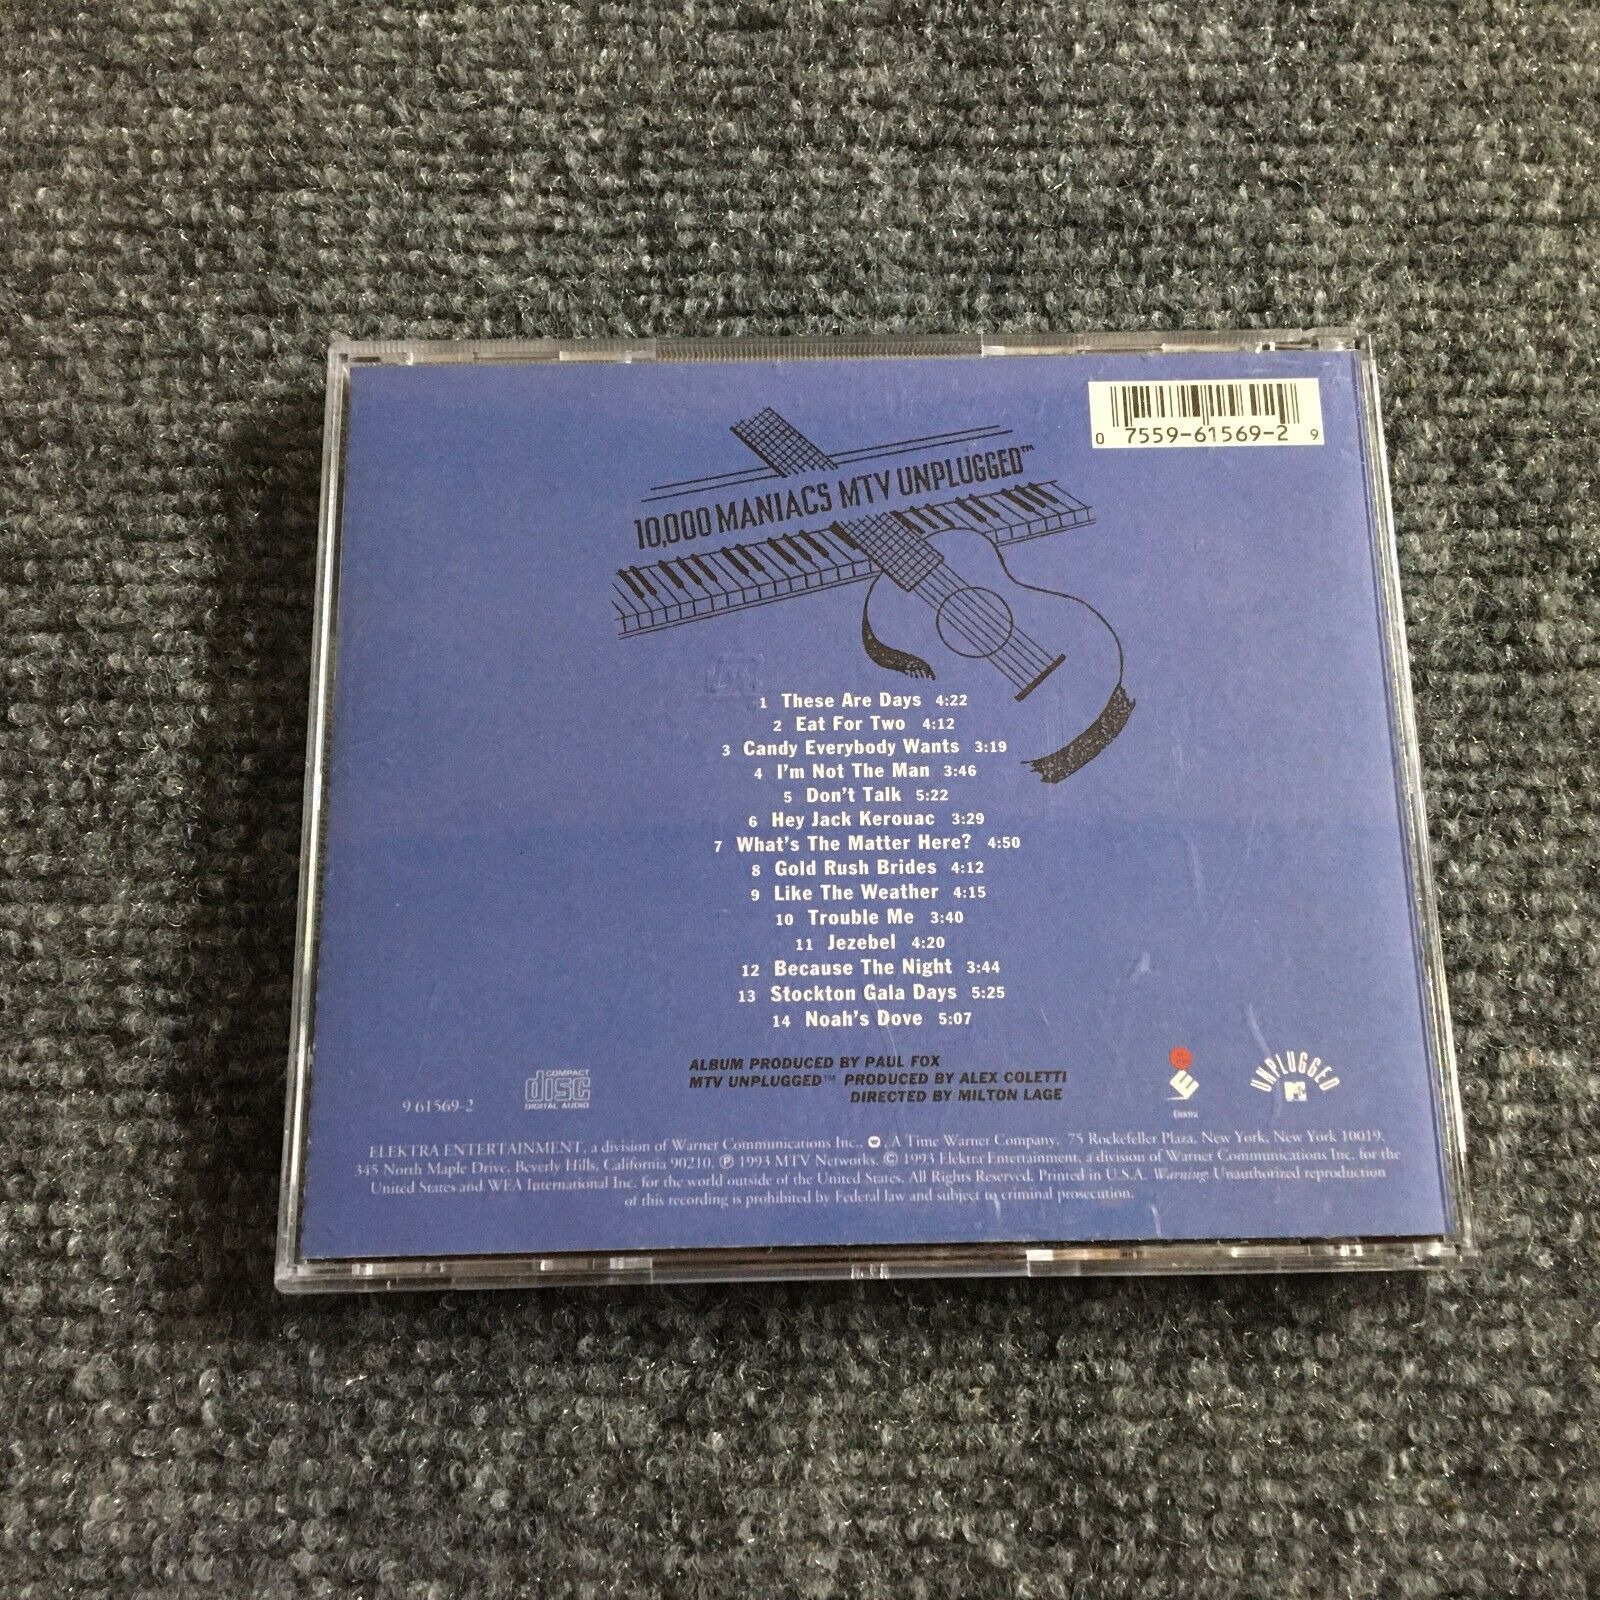 0 7559-61569-2 9
10,000 MANIACS MTV UNPLUGGED™
1 These Are Days 4:22
2 Eat For Two 4:12
3 Candy Everybody Wants 3:19
4 I'm Not The Man 3:46
5 Don't Talk 5:22
6 Hey Jack Kerouac 3:29
7 What's The Matter Here? 4:50
8 Gold Rush Brides 4:12
9 Like The Weather 4:15
10 Trouble Me 3:40
11 Jezebel 4:20
12 Because The Night 3:44
13 Stockton Gala Days 5:25
14 Noah's Dove 5:07
ALBUM PRODUCED BY PAUL FOX
MTV UNPLUGGED™ PRODUCED BY ALEX COLETTI
DIRECTED BY MILTON LAGE
9 61569-2
COMPACT
disc
DIGITAL AUDIO
Elektra
UNPLUGGED
ELEKTRA ENTERTAINMENT, a division of Warner Communications Inc., A Time Warner Company, 75 Rockefeller Plaza, New York, New York 10019,
345 North Maple Drive, Beverly Hills, California 90210. ℗ 1993 MTV Networks. © 1993 Elektra Entertainment, a division of Warner Communications Inc. for the
United States and WEA International Inc. for the world outside of the United States. All Rights Reserved. Printed in U.S.A. Warning: Unauthorized reproduction
of this recording is prohibited by Federal law and subject to criminal prosecution.